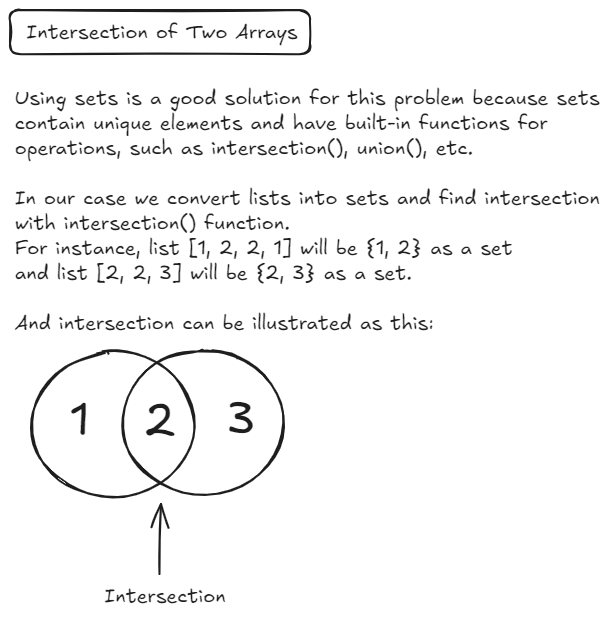 Intersection of Two Arrays
Using sets is a good solution for this problem because sets
contain unique elements and have built-in functions for
operations, such as intersection(), union(), etc.
In our case we convert lists into sets and find intersection
with intersection() function.
For instance, list [1, 2, 2, 1] will be {1, 2} as a set
and list [2, 2, 3] will be {2, 3} as a set.
And intersection can be illustrated as this:
1 2 3
Intersection